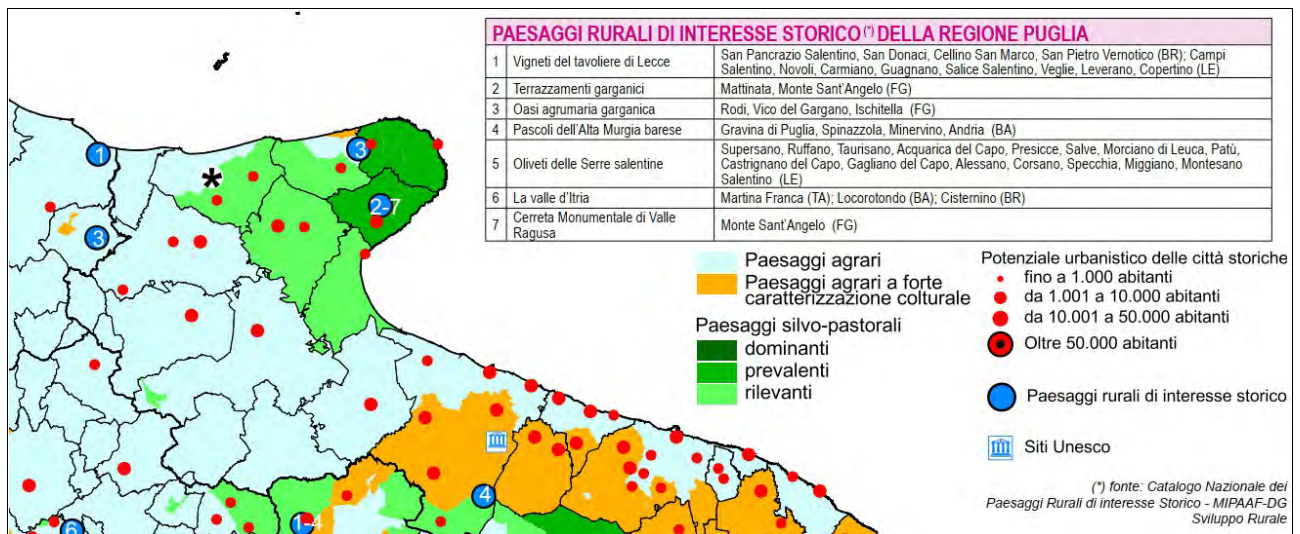 PAESAGGI RURALI DI INTERESSE STORICO (*) DELLA REGIONE PUGLIA
1 Vigneti del tavoliere di Lecce San Pancrazio Salentino, San Donaci, Cellino San Marco, San Pietro Vernotico (BR); Campi
Salentino, Novoli, Carmiano, Guagnano, Salice Salentino, Veglie, Leverano, Copertino (LE)
2 Terrazzamenti garganici Mattinata, Monte Sant'Angelo (FG)
3 Oasi agrumaria garganica Rodi, Vico del Gargano, Ischitella (FG)
4 Pascoli dell'Alta Murgia barese Gravina di Puglia, Spinazzola, Minervino, Andria (BA)
5 Oliveti delle Serre salentine Supersano, Ruffano, Taurisano, Acquarica del Capo, Presicce, Salve, Morciano di Leuca, Patù,
Castrignano del Capo, Gagliano del Capo, Alessano, Corsano, Specchia, Miggiano, Montesano
Salentino (LE)
6 La valle d'Itria Martina Franca (TA); Locorotondo (BA); Cisternino (BR)
7 Cerreta Monumentale di Valle
Ragusa Monte Sant'Angelo (FG)
1
3
*
2-7
3
4
1-4
6
Paesaggi agrari
Paesaggi agrari a forte
caratterizzazione colturale
Paesaggi silvo-pastorali
dominanti
prevalenti
rilevanti
Potenziale urbanistico delle città storiche
fino a 1.000 abitanti
da 1.001 a 10.000 abitanti
da 10.001 a 50.000 abitanti
Oltre 50.000 abitanti
Paesaggi rurali di interesse storico
Siti Unesco
(*) fonte: Catalogo Nazionale dei
Paesaggi Rurali di interesse Storico - MIPAAF-DG
Sviluppo Rurale